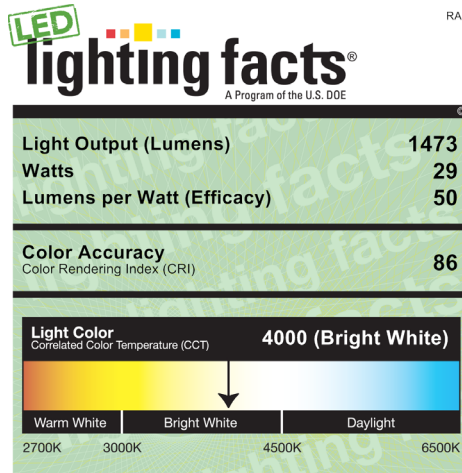 LED
RA
lighting facts®
A Program of the U.S. DOE
Light Output (Lumens) 1473
Watts 29
Lumens per Watt (Efficacy) 50
Color Accuracy
Color Rendering Index (CRI) 86
Light Color
Correlated Color Temperature (CCT) 4000 (Bright White)
Warm White Bright White Daylight
2700K 3000K 4500K 6500K